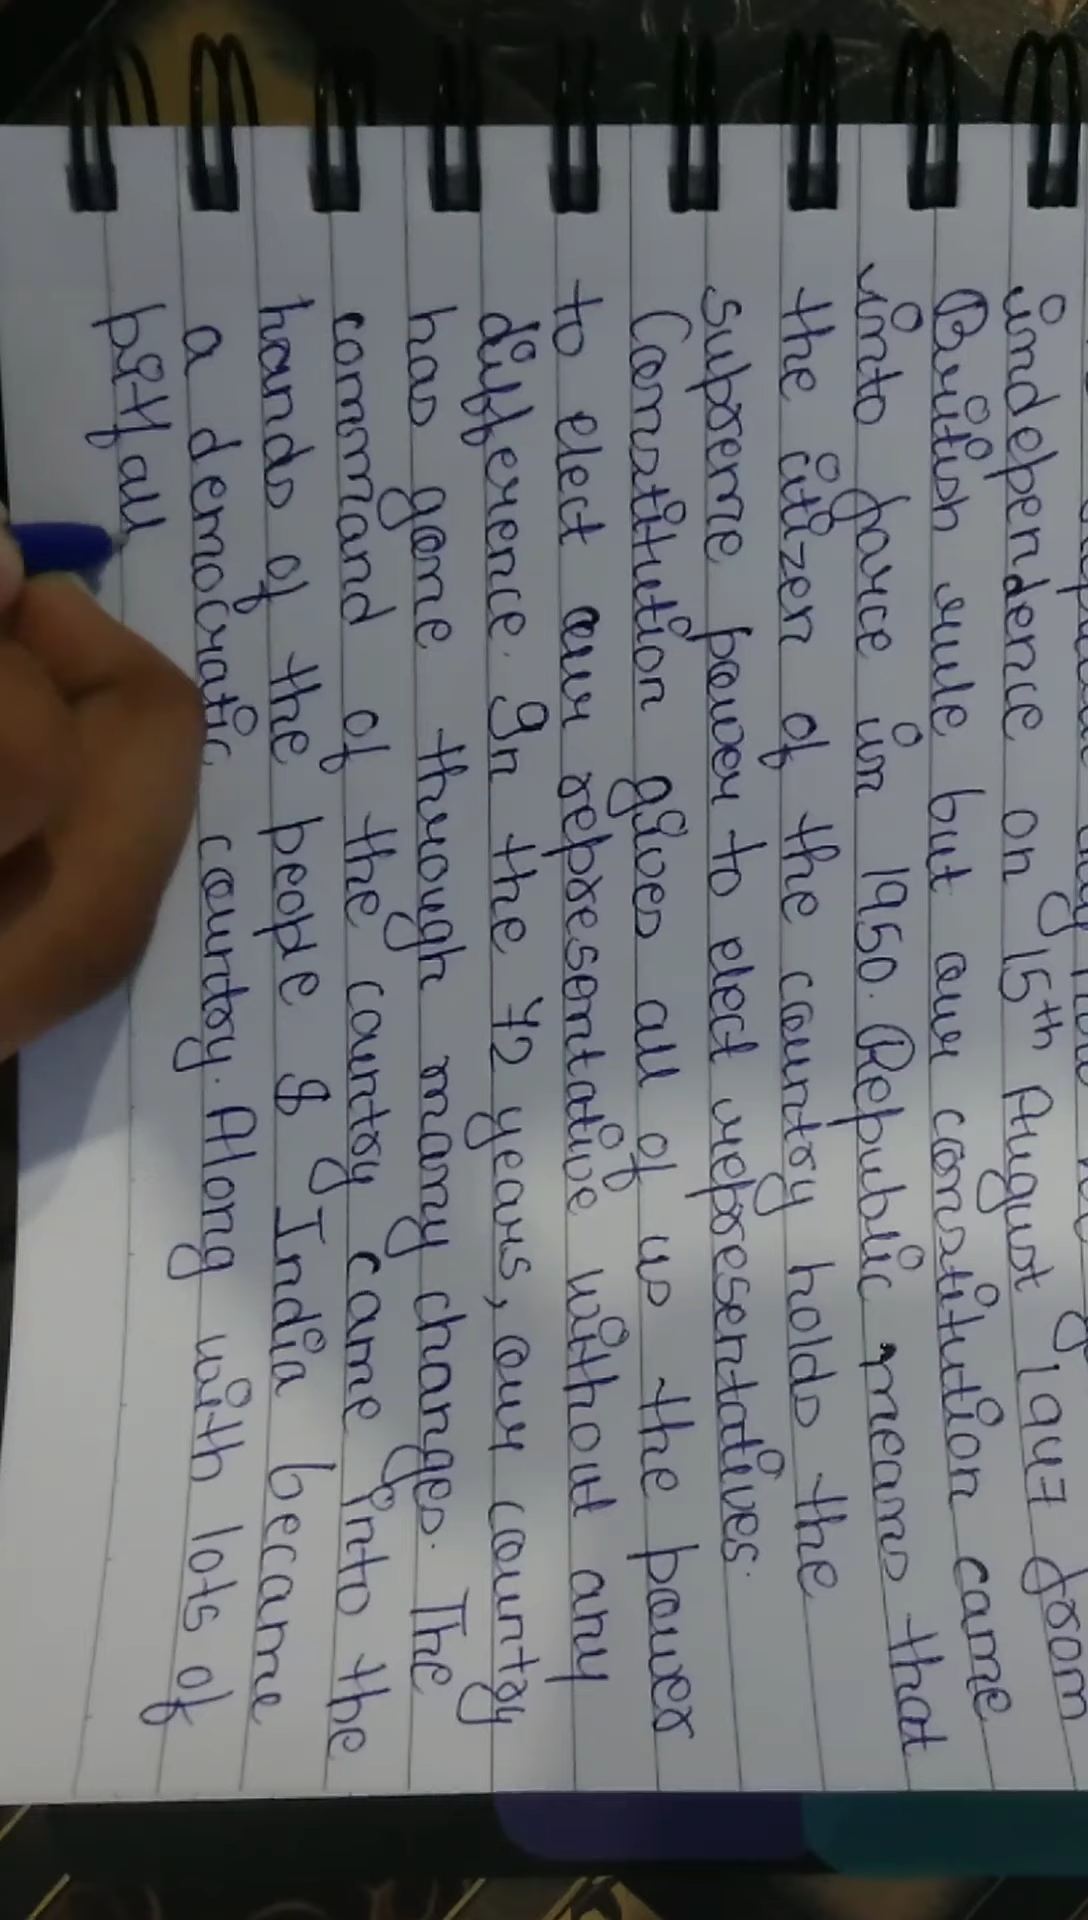 independence on 15th August 1947 from
British rule but our constitution came
into force in 1950. Republic means that
the citizen of the country holds the
supreme power to elect representatives.
Constitution gives all of us the power
to elect our representative without any
difference. In the 72 years, our country
has gone through many changes. The
command of the country came into the
hands of the people & India became
a democratic country. Along with lots of
pitfall